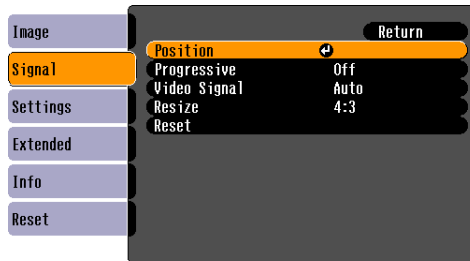 Image
Signal
Settings
Extended
Info
Reset
Return
Position
Progressive Off
Video Signal Auto
Resize 4:3
Reset